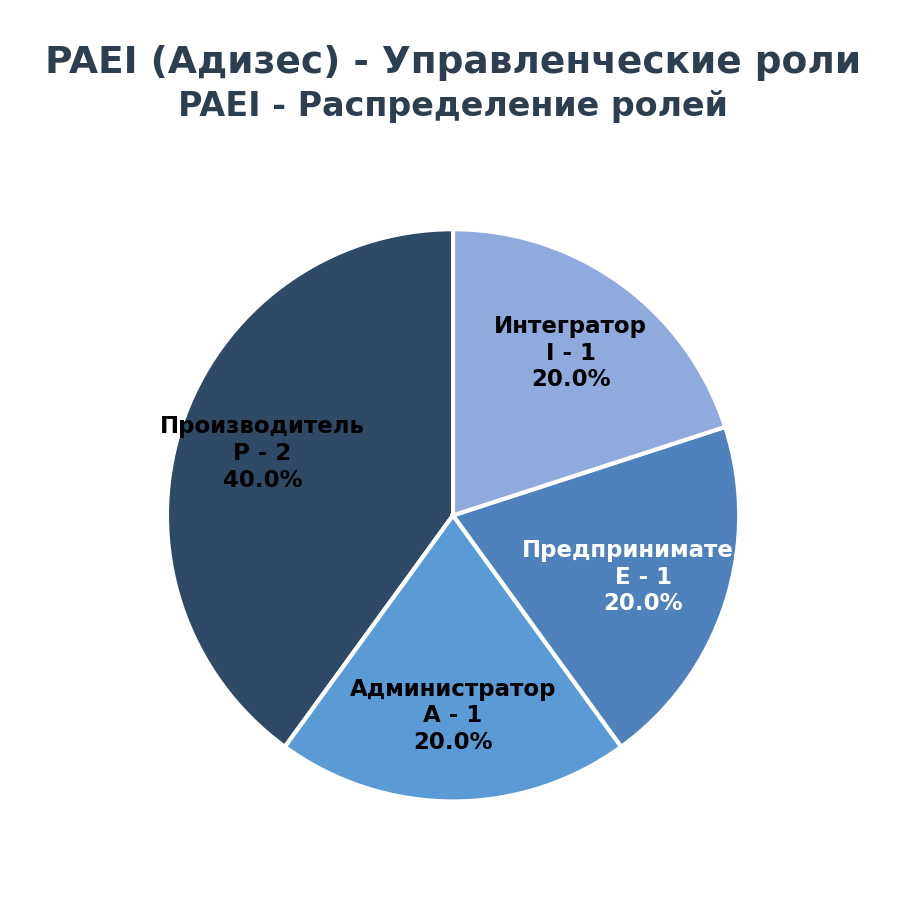 PAEI (Адизес) - Управленческие роли
PAEI - Распределение ролей
Интегратор
I - 1
20.0%
Производитель
P - 2
40.0%
Предпринимате
E - 1
20.0%
Администратор
A - 1
20.0%